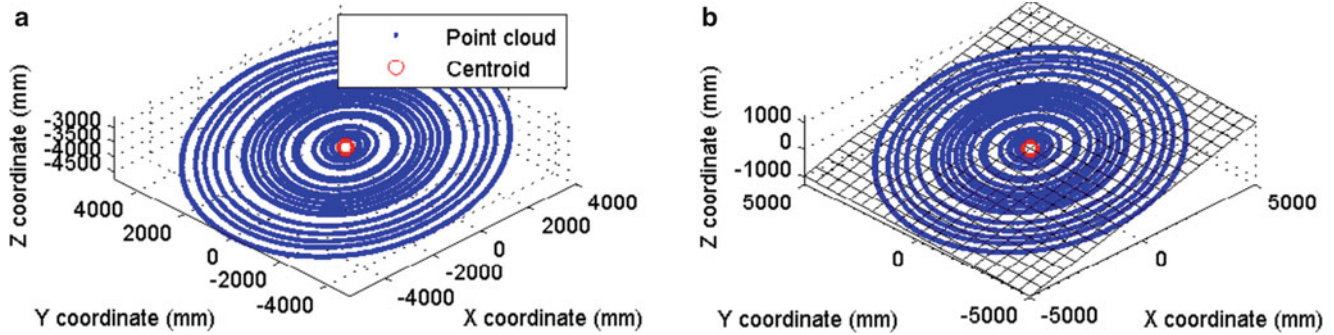 a
Point cloud
Centroid
Z coordinate (mm)
-3000
-3500
-4000
-4500
4000
2000
0
-2000
-4000
Y coordinate (mm)
-4000
-2000
0
2000
4000
X coordinate (mm)
b
Z coordinate (mm)
1000
0
-1000
5000
0
-5000
Y coordinate (mm)
-5000
0
5000
X coordinate (mm)